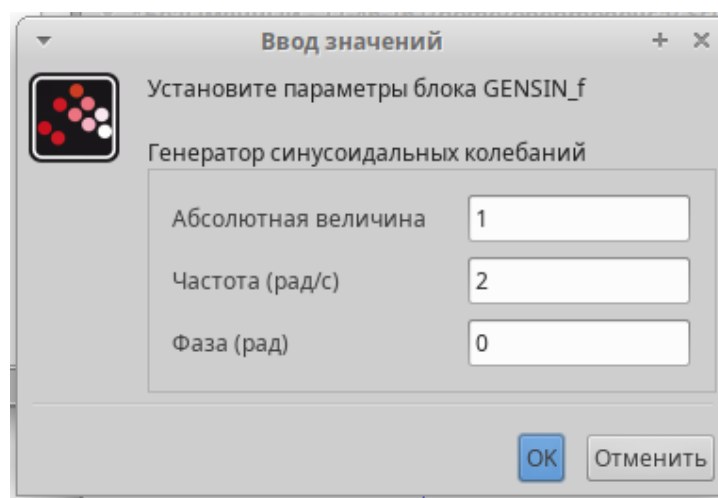 Ввод значений
Установите параметры блока GENSIN_f
Генератор синусоидальных колебаний
Абсолютная величина 1
Частота (рад/с) 2
Фаза (рад) 0
OK Отменить